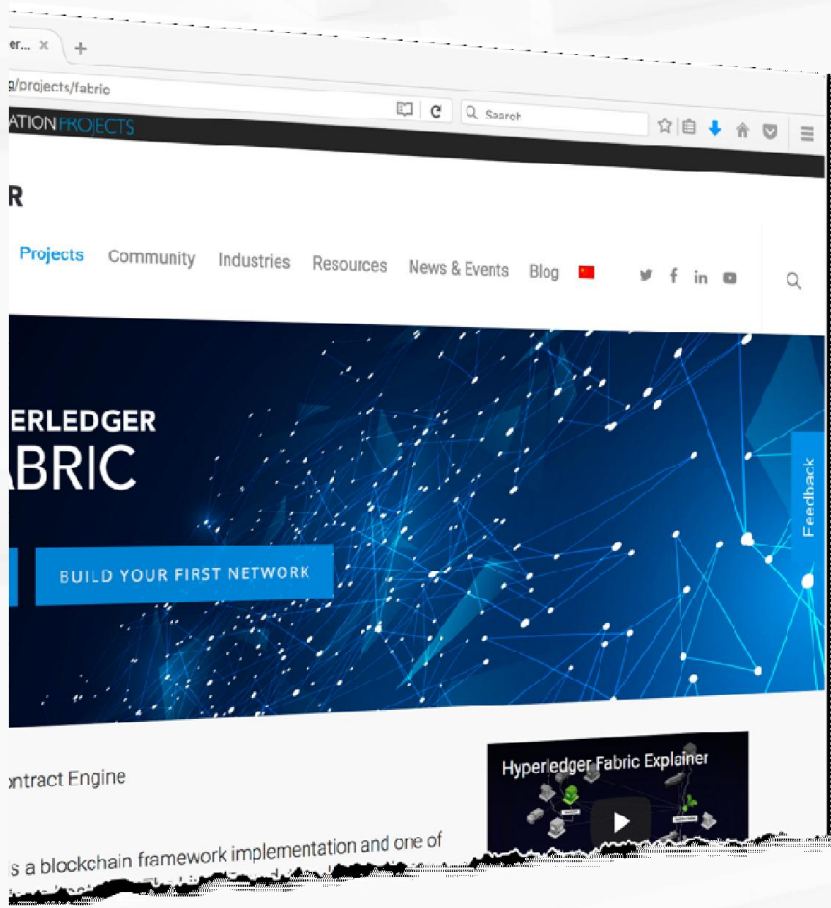 er...
g/projects/fabric
Search
ATION PROJECTS
R
Projects Community Industries Resources News & Events Blog
ERLEDGER
ABRIC
BUILD YOUR FIRST NETWORK
Feedback
ontract Engine
Hyperledger Fabric Explainer
s a blockchain framework implementation and one of